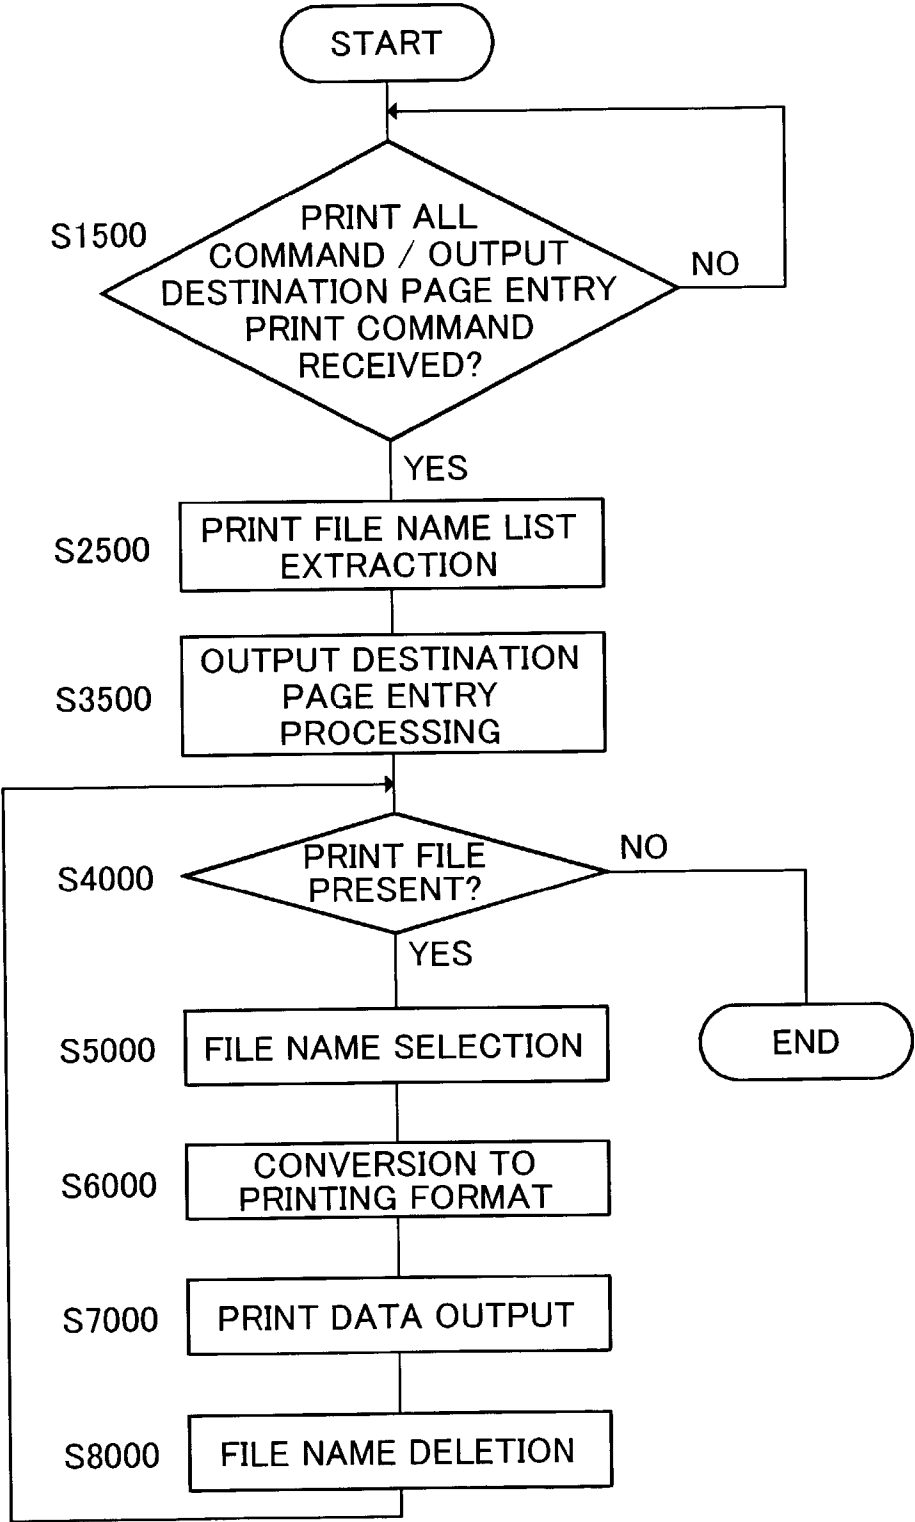 START
S1500
PRINT ALL
COMMAND / OUTPUT
DESTINATION PAGE ENTRY
PRINT COMMAND
RECEIVED?
NO
YES
S2500
PRINT FILE NAME LIST
EXTRACTION
S3500
OUTPUT DESTINATION
PAGE ENTRY
PROCESSING
S4000
PRINT FILE
PRESENT?
NO
YES
S5000
FILE NAME SELECTION
END
S6000
CONVERSION TO
PRINTING FORMAT
S7000
PRINT DATA OUTPUT
S8000
FILE NAME DELETION